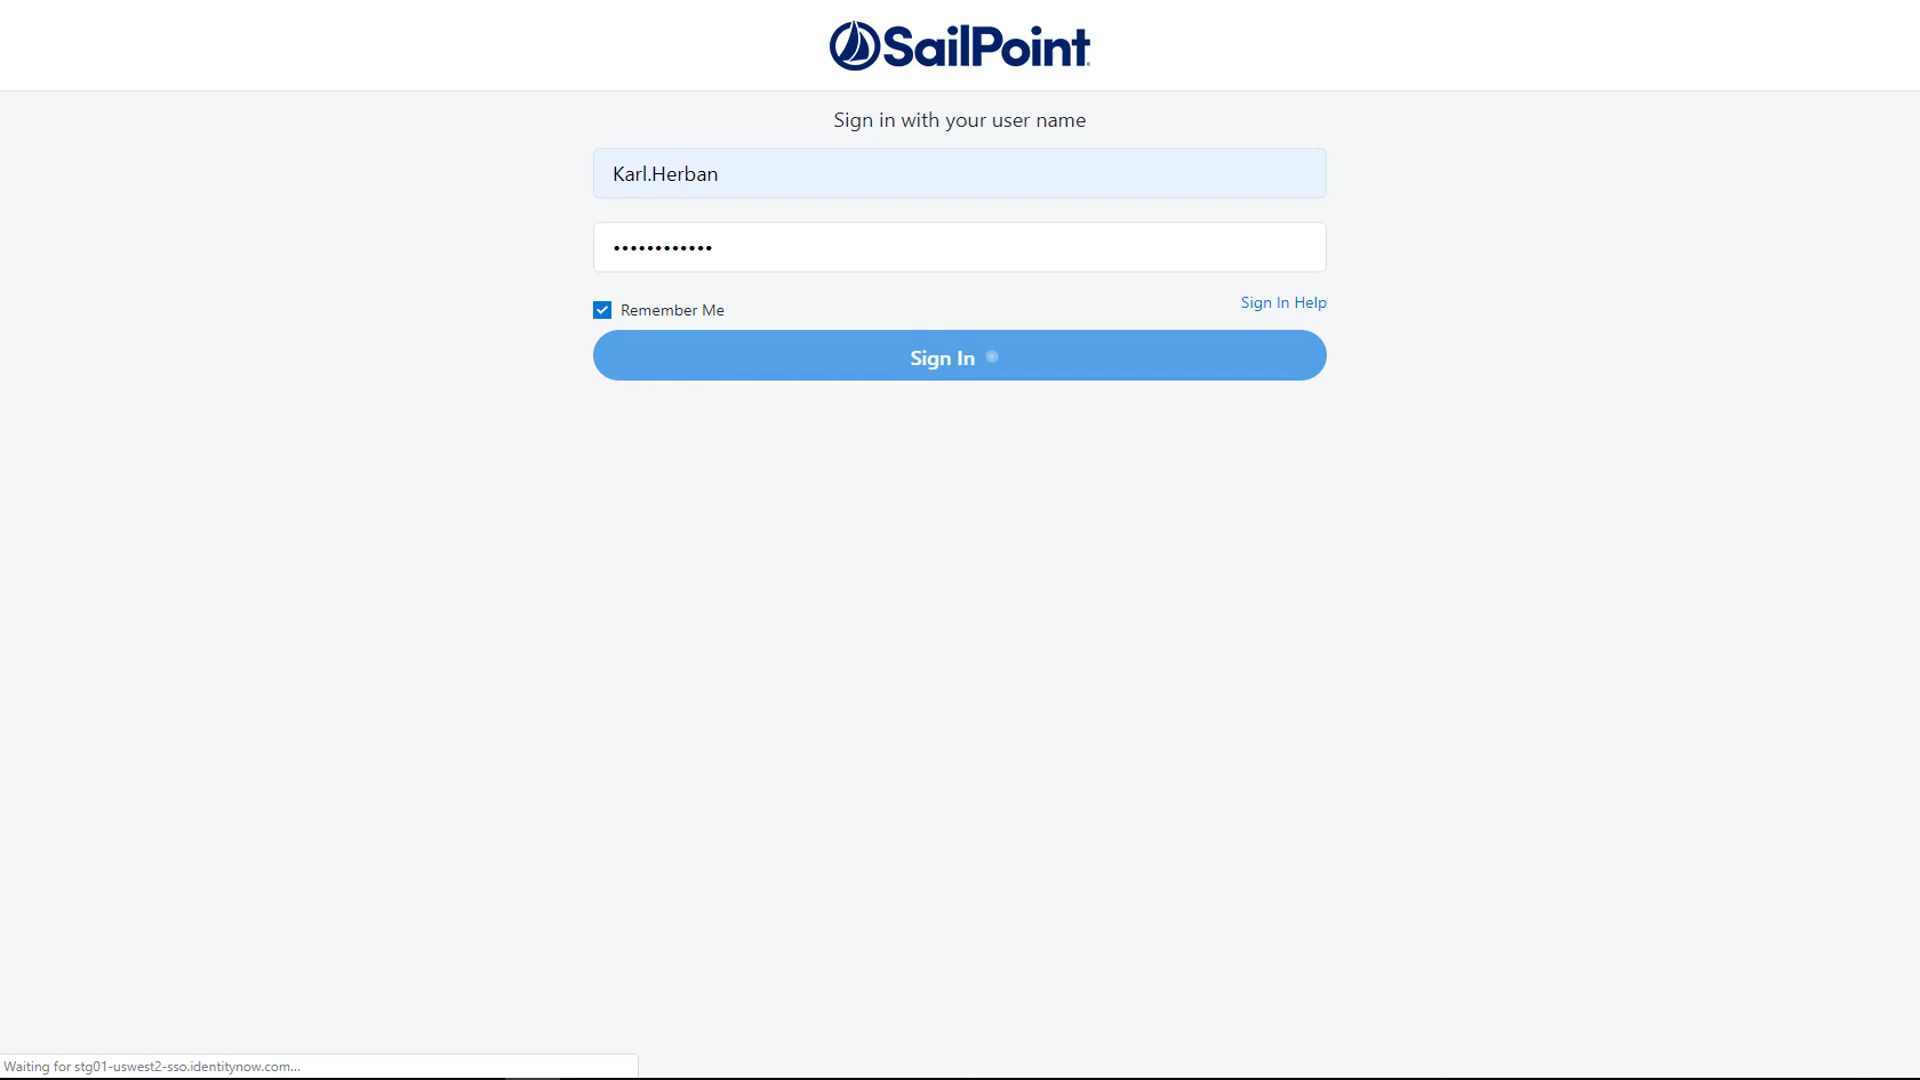 SailPoint
Sign in with your user name
Karl.Herban
••••••••••••
Remember Me
Sign In Help
Sign In
Waiting for stg01-uswest2-sso.identitynow.com...